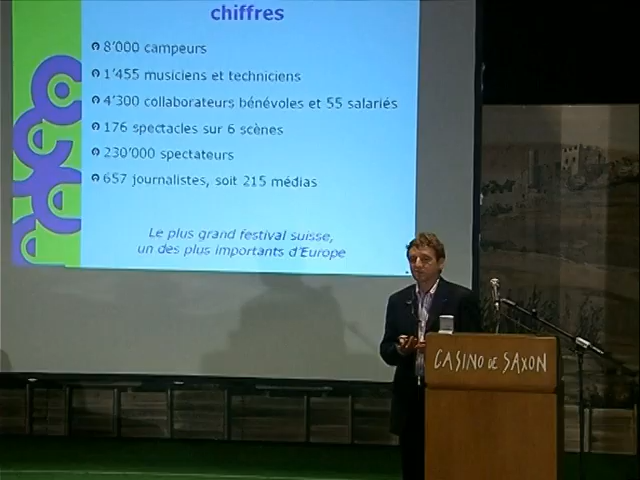 chiffres
8'000 campeurs
1'455 musiciens et techniciens
4'300 collaborateurs bénévoles et 55 salariés
176 spectacles sur 6 scènes
230'000 spectateurs
657 journalistes, soit 215 médias
Le plus grand festival suisse,
un des plus importants d'Europe
CASINO DE SAXON